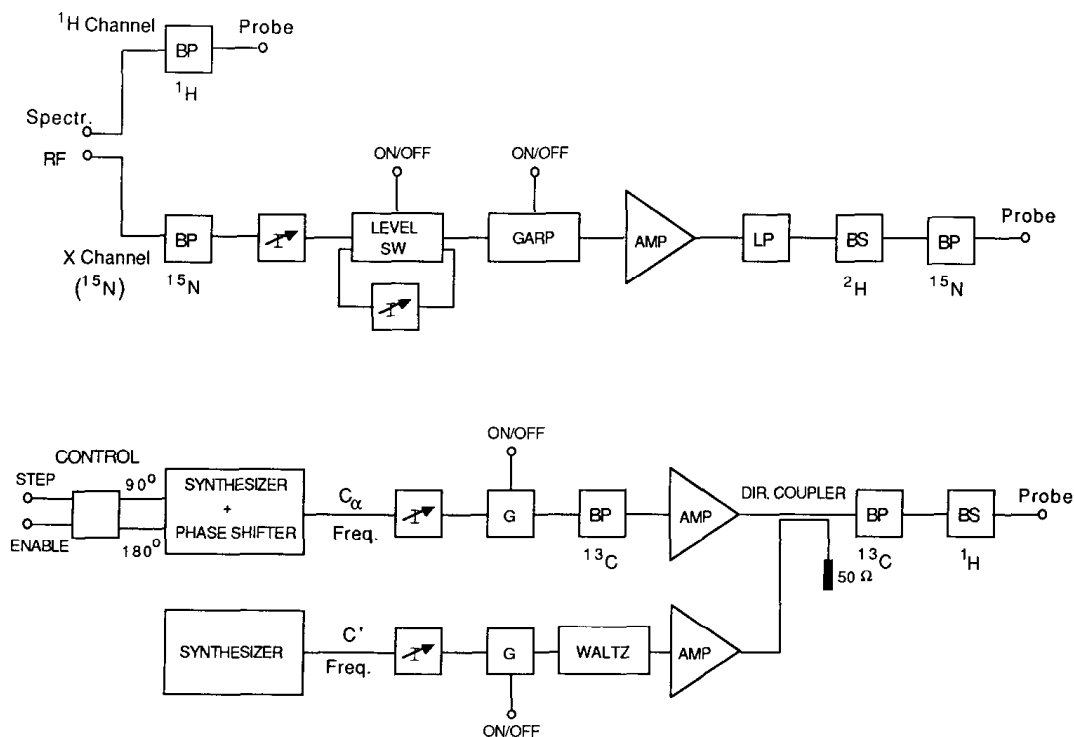 ¹H Channel
BP
¹H
Probe
Spectr.
RF
X Channel
(¹⁵N)
BP
¹⁵N
ON/OFF
LEVEL
SW
ON/OFF
GARP
AMP
LP
BS
²H
BP
¹⁵N
Probe
CONTROL
STEP
ENABLE
90°
180°
SYNTHESIZER
+
PHASE SHIFTER
Cα
Freq.
ON/OFF
G
BP
¹³C
AMP
DIR. COUPLER
50 Ω
BP
¹³C
BS
¹H
Probe
SYNTHESIZER
C'
Freq.
G
ON/OFF
WALTZ
AMP